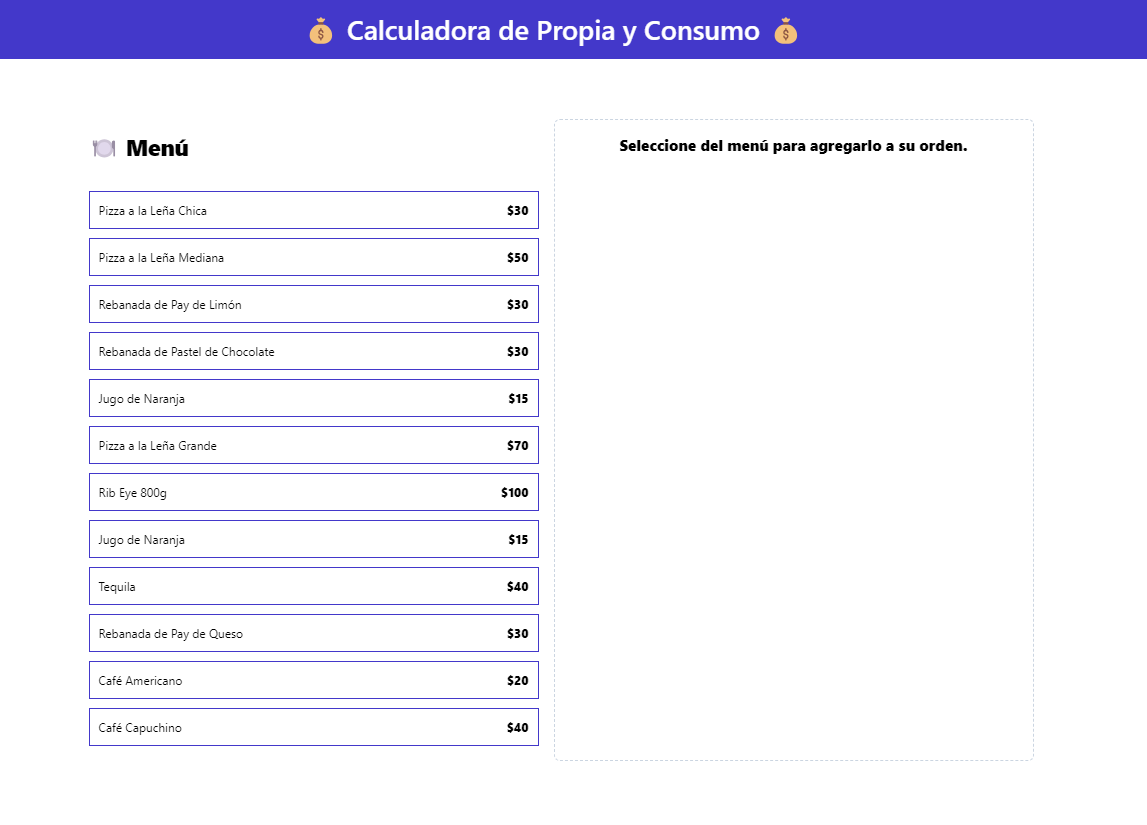 Calculadora de Propia y Consumo
Menú
Pizza a la Leña Chica $30
Pizza a la Leña Mediana $50
Rebanada de Pay de Limón $30
Rebanada de Pastel de Chocolate $30
Jugo de Naranja $15
Pizza a la Leña Grande $70
Rib Eye 800g $100
Jugo de Naranja $15
Tequila $40
Rebanada de Pay de Queso $30
Café Americano $20
Café Capuchino $40
Seleccione del menú para agregarlo a su orden.